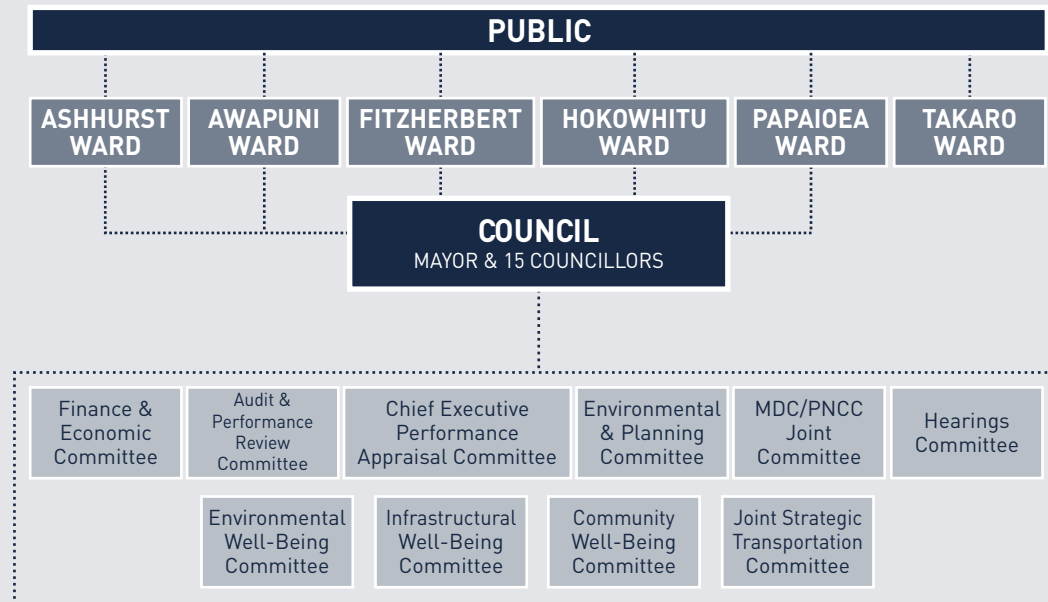 PUBLIC
ASHHURST
WARD
AWAPUNI
WARD
FITZHERBERT
WARD
HOKOWHITU
WARD
PAPAIOEA
WARD
TAKARO
WARD
COUNCIL
MAYOR & 15 COUNCILLORS
Finance &
Economic
Committee
Audit &
Performance
Review
Committee
Chief Executive
Performance
Appraisal Committee
Environmental
& Planning
Committee
MDC/PNCC
Joint
Committee
Hearings
Committee
Environmental
Well-Being
Committee
Infrastructural
Well-Being
Committee
Community
Well-Being
Committee
Joint Strategic
Transportation
Committee